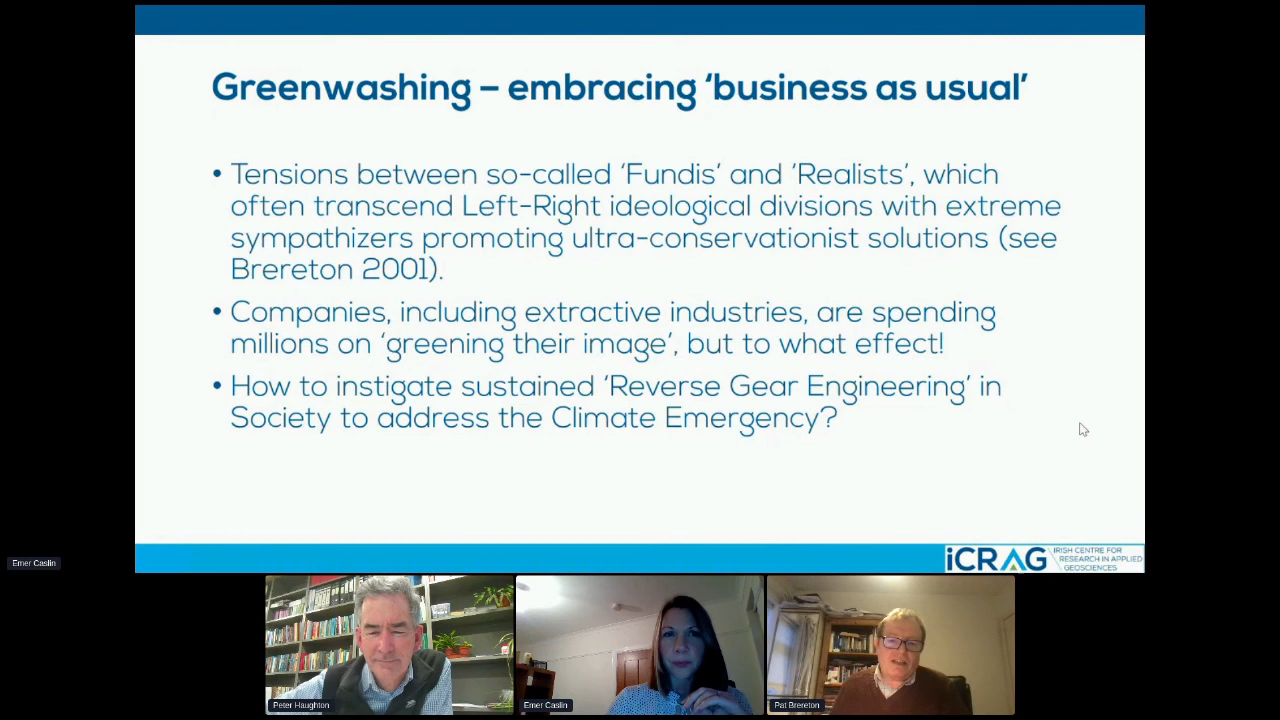 Greenwashing – embracing ‘business as usual’
• Tensions between so-called ‘Fundis’ and ‘Realists’, which
often transcend Left-Right ideological divisions with extreme
sympathizers promoting ultra-conservationist solutions (see
Brereton 2001).
• Companies, including extractive industries, are spending
millions on ‘greening their image’, but to what effect!
• How to instigate sustained ‘Reverse Gear Engineering’ in
Society to address the Climate Emergency?
iCRAG
IRISH CENTRE FOR
RESEARCH IN APPLIED
GEOSCIENCES
Emer Caslin
Peter Haughton
Emer Caslin
Pat Brereton